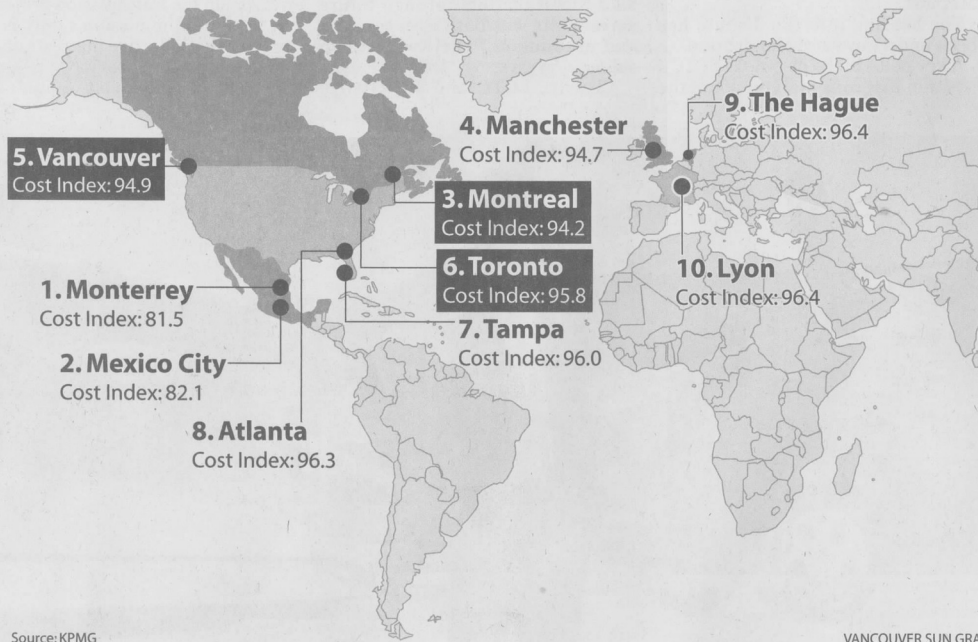 4. Manchester
Cost Index: 94.7
9. The Hague
Cost Index: 96.4
5. Vancouver
Cost Index: 94.9
3. Montreal
Cost Index: 94.2
6. Toronto
Cost Index: 95.8
10. Lyon
Cost Index: 96.4
1. Monterrey
Cost Index: 81.5
7. Tampa
Cost Index: 96.0
2. Mexico City
Cost Index: 82.1
8. Atlanta
Cost Index: 96.3
Source: KPMG
VANCOUVER SUN GRA